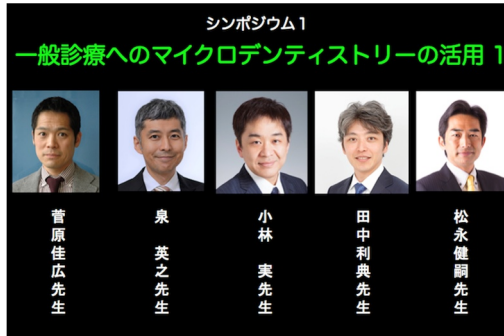 シンポジウム1
一般診療へのマイクロデンティストリーの活用 1
菅原佳広先生
泉 英之先生
小林 実先生
田中利典先生
松永健嗣先生